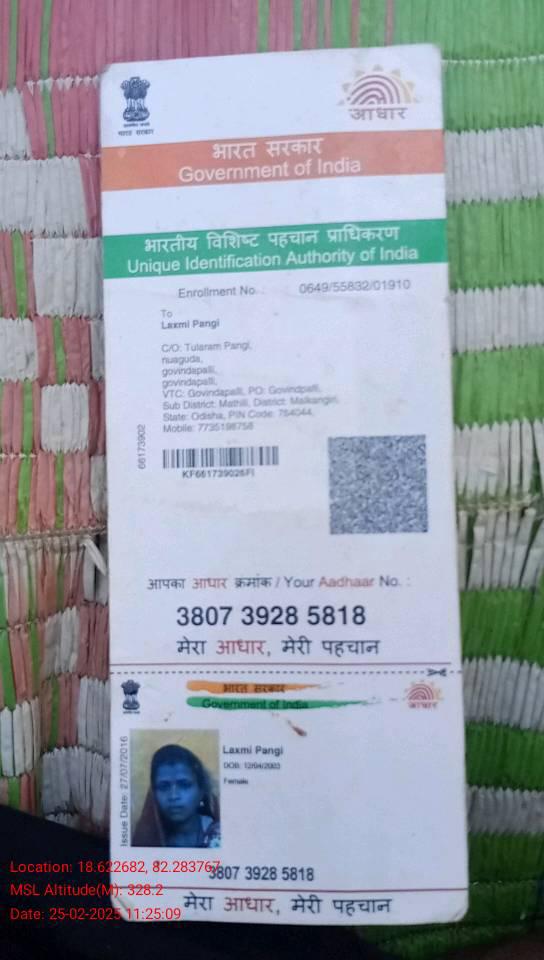 भारत सरकार
आधार
भारत सरकार
Government of India
भारतीय विशिष्ट पहचान प्राधिकरण
Unique Identification Authority of India
Enrollment No. : 0649/55832/01910
To
Laxmi Pangi
C/O: Tularam Pangi,
nuaguda,
govindapalli,
govindapalli,
VTC: Govindapalli, PO: Govindpalli,
Sub District: Mathili, District: Malkangiri,
State: Odisha, PIN Code: 764044,
Mobile: 7735198758
66173902
KF661739026FI
आपका आधार क्रमांक / Your Aadhaar No. :
3807 3928 5818
मेरा आधार, मेरी पहचान
भारत सरकार
Government of India
आधार
Issue Date: 27/07/2016
Laxmi Pangi
DOB: 12/04/2003
Female
3807 3928 5818
मेरा आधार, मेरी पहचान
Location: 18.622682, 82.283767
MSL Altitude(M): 328.2
Date: 25-02-2025 11:25:09